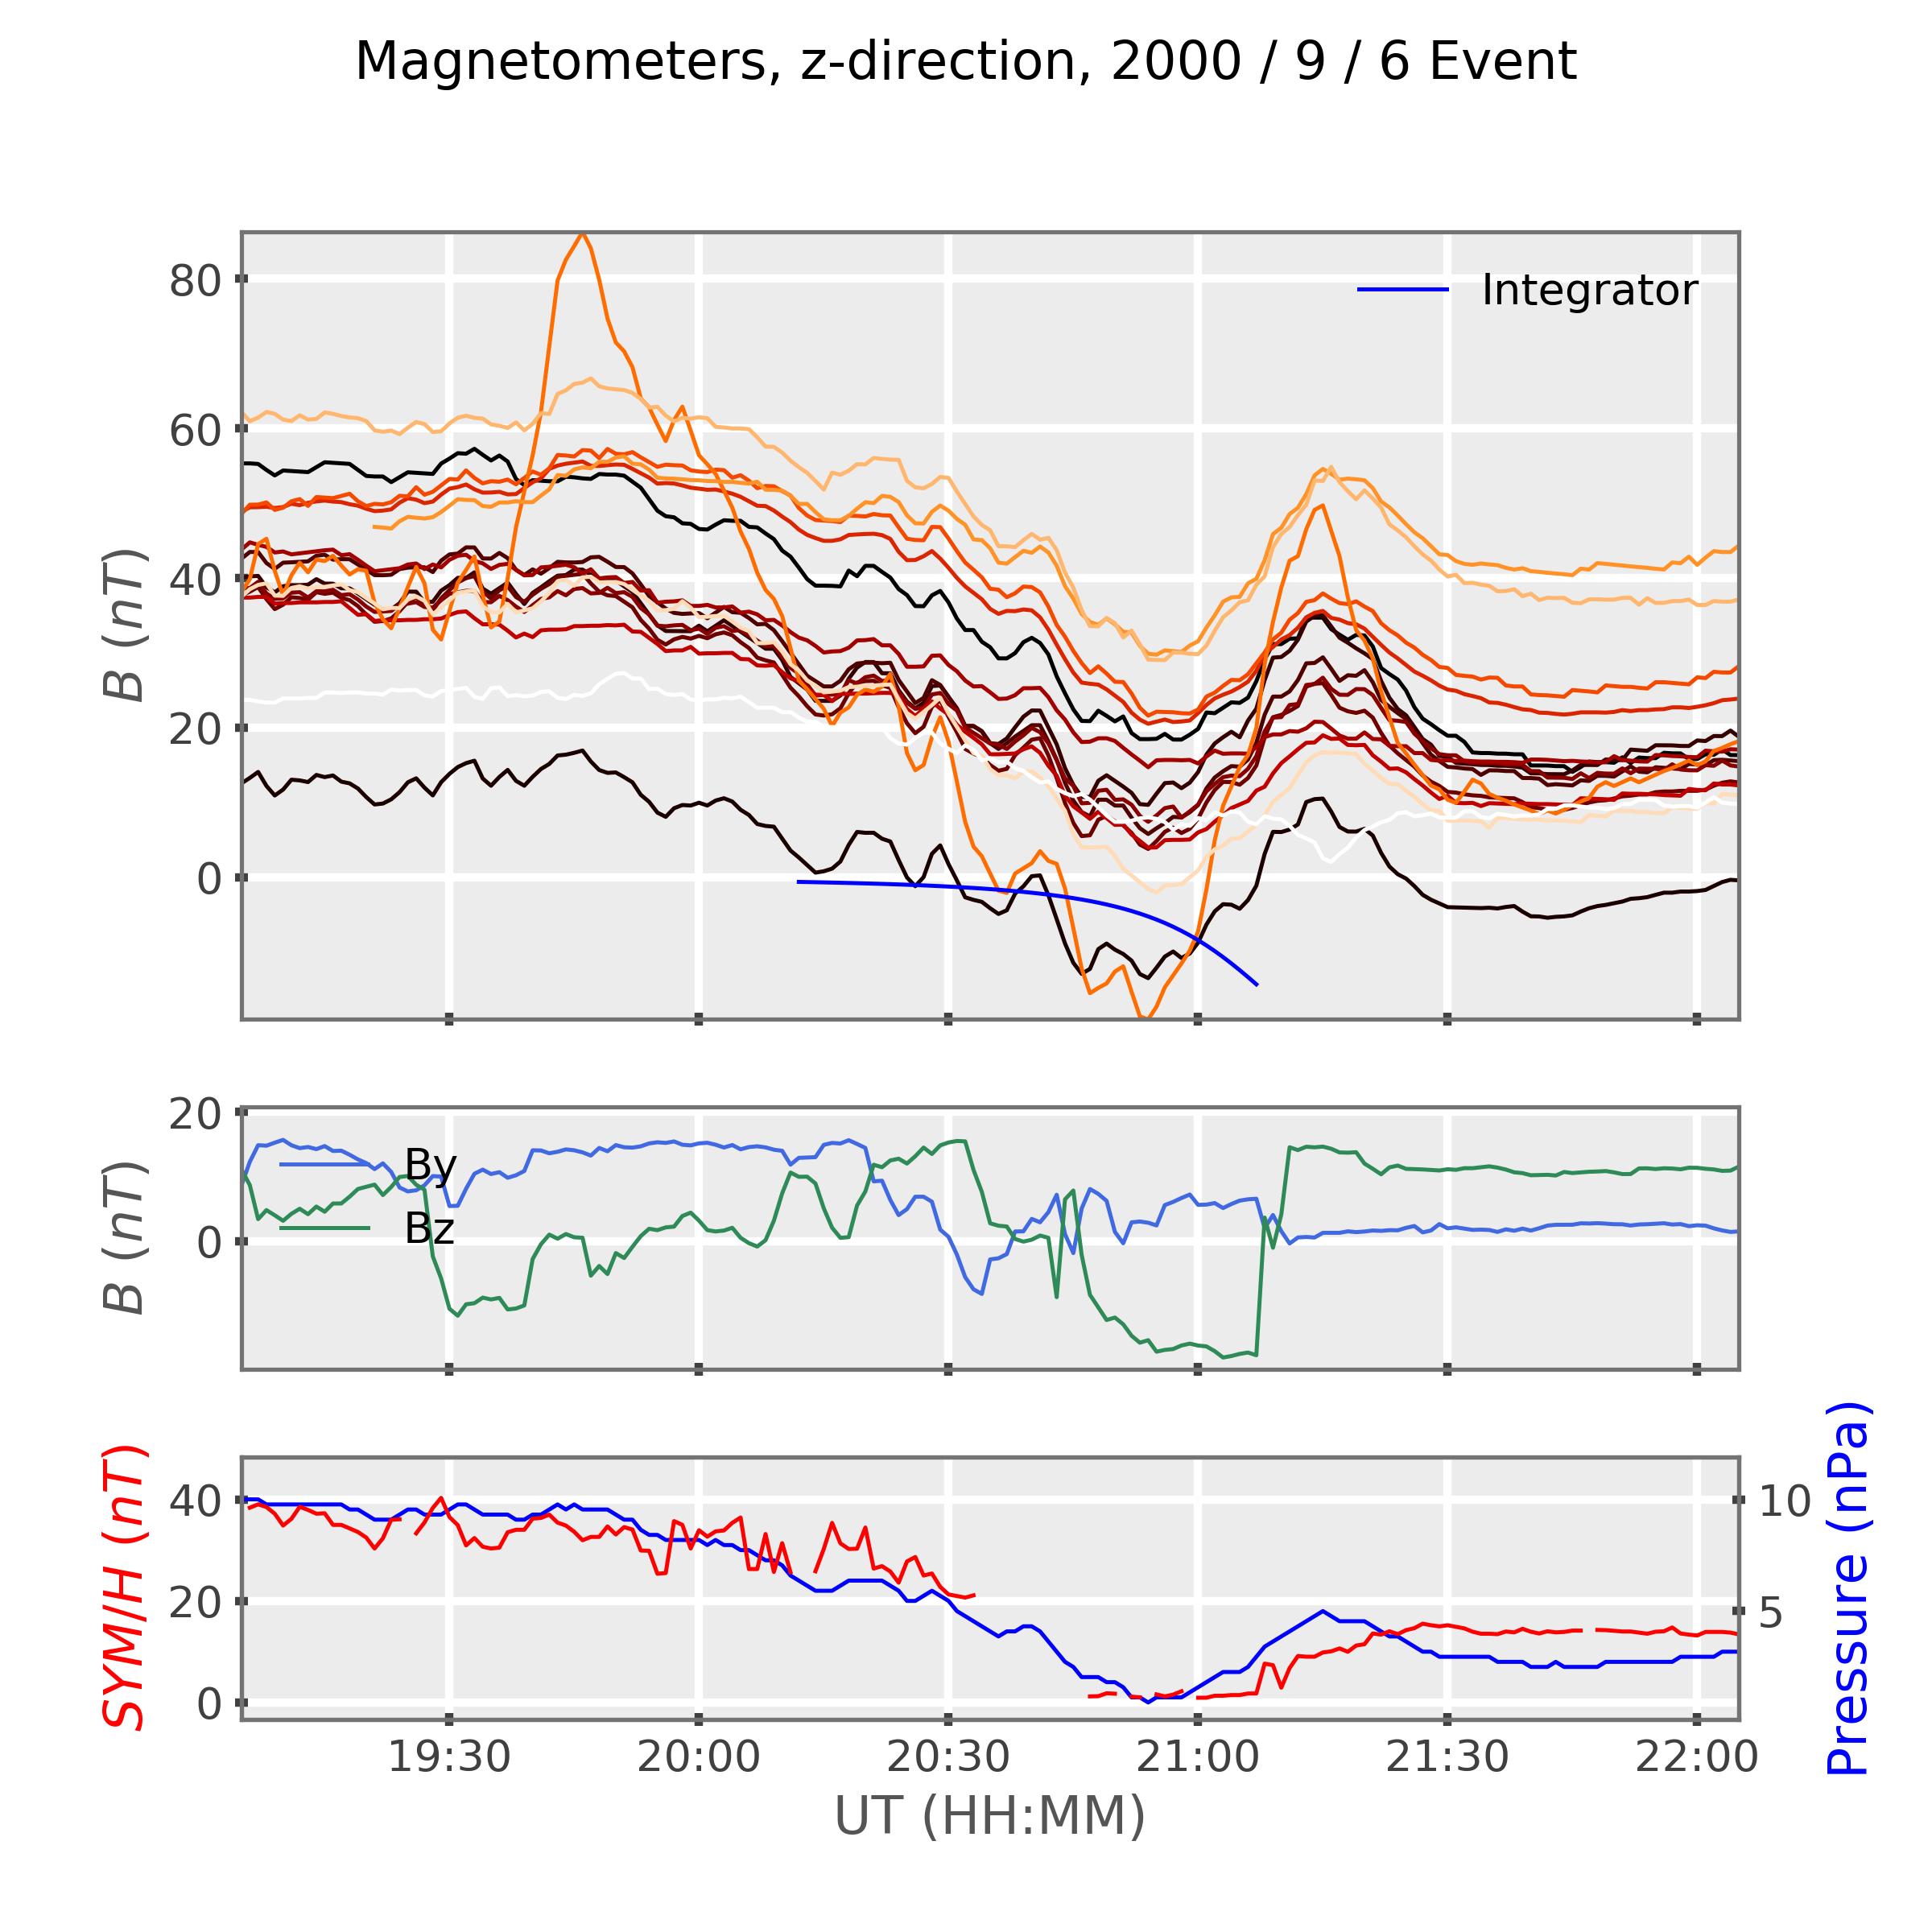 Magnetometers, z-direction, 2000 / 9 / 6 Event
80
60
40
20
0
B (nT)
Integrator
20
0
B (nT)
By
Bz
40
20
0
SYM/H (nT)
10
5
Pressure (nPa)
19:30 20:00 20:30 21:00 21:30 22:00
UT (HH:MM)